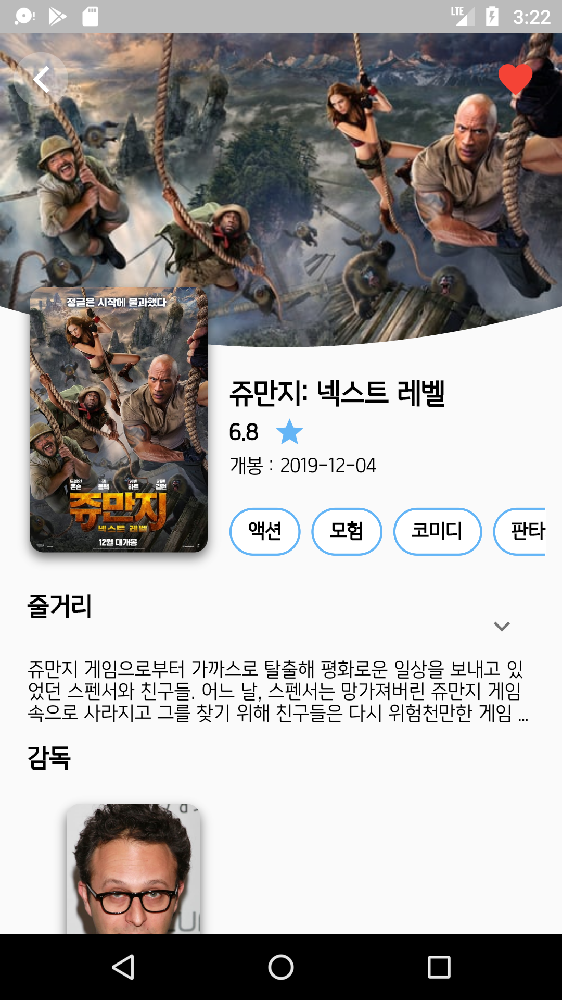 LTE 3:22
정글은 시작에 불과했다
드웨인 존슨
잭 블랙
케빈 하트
카렌 길런
쥬만지
넥스트 레벨
12월 대개봉
쥬만지: 넥스트 레벨
6.8
개봉 : 2019-12-04
액션 모험 코미디 판타
줄거리
쥬만지 게임으로부터 가까스로 탈출해 평화로운 일상을 보내고 있
었던 스펜서와 친구들. 어느 날, 스펜서는 망가져버린 쥬만지 게임
속으로 사라지고 그를 찾기 위해 친구들은 다시 위험천만한 게임 ...
감독